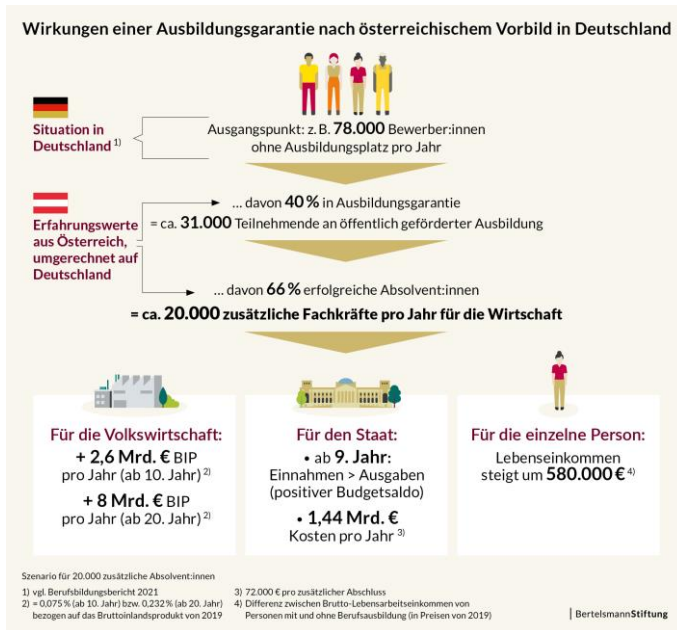 Wirkungen einer Ausbildungsgarantie nach österreichischem Vorbild in Deutschland
Situation in
Deutschland 1)
Ausgangspunkt: z. B. 78.000 Bewerber:innen
ohne Ausbildungsplatz pro Jahr
Erfahrungswerte
aus Österreich,
umgerechnet auf
Deutschland
... davon 40 % in Ausbildungsgarantie
= ca. 31.000 Teilnehmende an öffentlich geförderter Ausbildung
... davon 66 % erfolgreiche Absolvent:innen
= ca. 20.000 zusätzliche Fachkräfte pro Jahr für die Wirtschaft
Für die Volkswirtschaft:
+ 2,6 Mrd. € BIP
pro Jahr (ab 10. Jahr) 2)
+ 8 Mrd. € BIP
pro Jahr (ab 20. Jahr) 2)
Für den Staat:
• ab 9. Jahr:
Einnahmen > Ausgaben
(positiver Budgetsaldo)
• 1,44 Mrd. €
Kosten pro Jahr 3)
Für die einzelne Person:
Lebenseinkommen
steigt um 580.000 € 4)
Szenario für 20.000 zusätzliche Absolvent:innen
1) vgl. Berufsbildungsbericht 2021
2) = 0,075 % (ab 10. Jahr) bzw. 0,232 % (ab 20. Jahr)
bezogen auf das Bruttoinlandsprodukt von 2019
3) 72.000 € pro zusätzlicher Abschluss
4) Differenz zwischen Brutto-Lebensarbeitseinkommen von
Personen mit und ohne Berufsausbildung (in Preisen von 2019)
BertelsmannStiftung